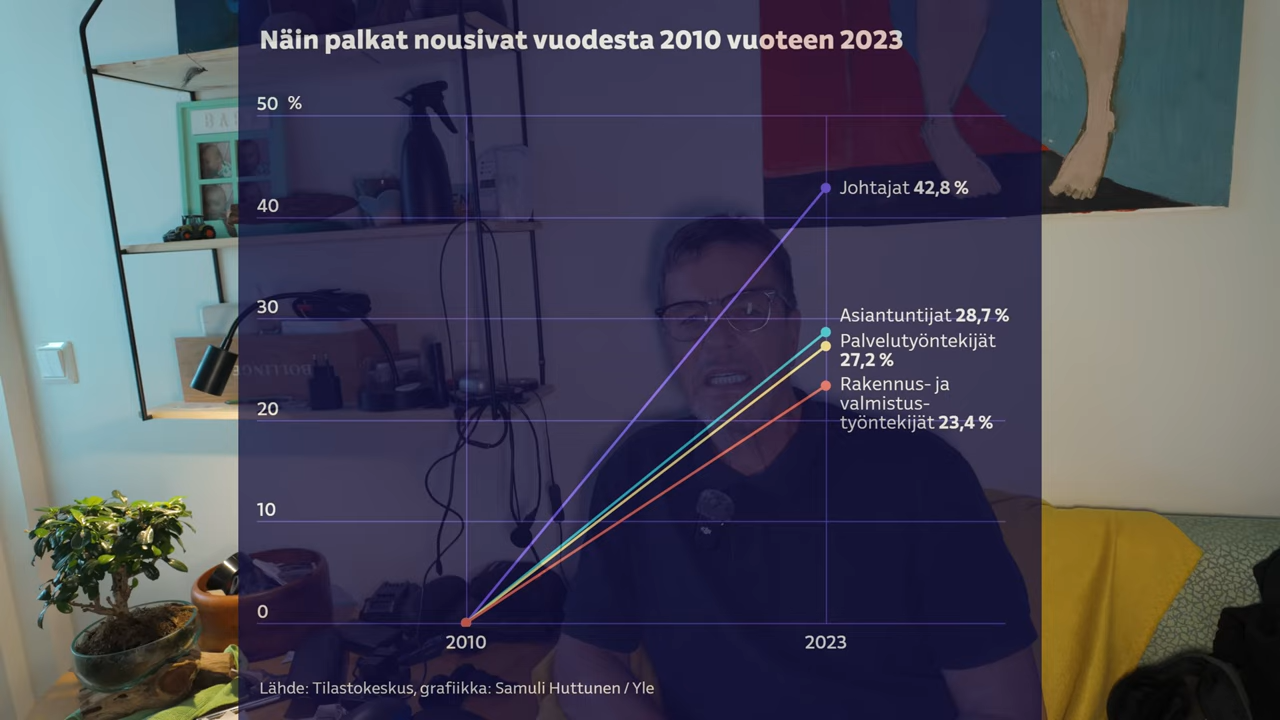 Näin palkat nousivat vuodesta 2010 vuoteen 2023
50 %
40
30
20
10
0
Johtajat 42,8 %
Asiantuntijat 28,7 %
Palvelutyöntekijät
27,2 %
Rakennus- ja
valmistus-
työntekijät 23,4 %
2010
2023
Lähde: Tilastokeskus, grafiikka: Samuli Huttunen / Yle